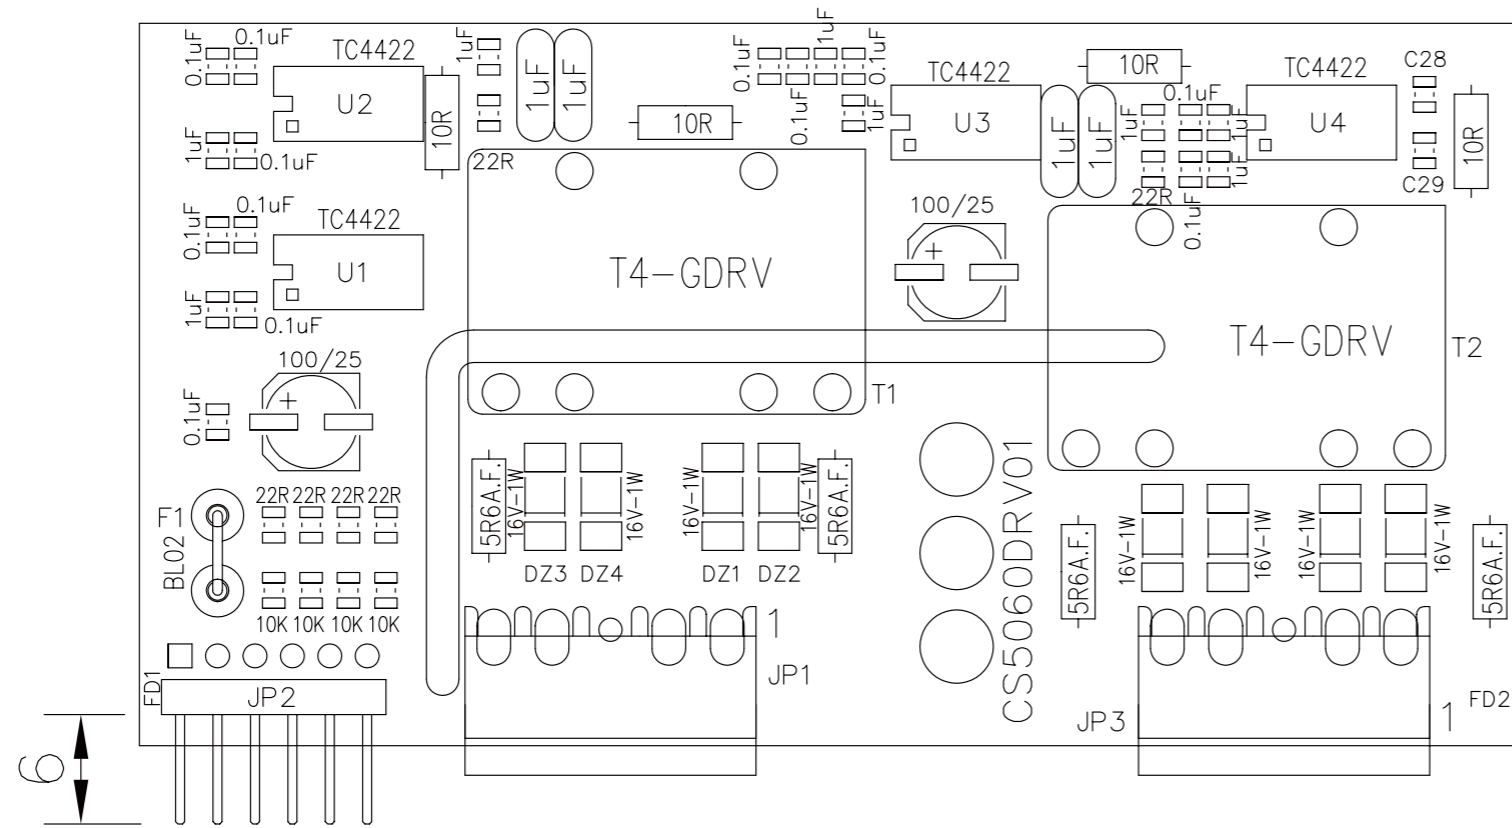 0.1uF
0.1uF
TC4422
U2
10R
1uF
22R
1uF
1uF
10R
1uF
0.1uF
1uF
0.1uF
TC4422
U1
1uF
0.1uF
100/25
+
0.1uF
F1
BL02
22R 22R 22R 22R
10K 10K 10K 10K
FD1
JP2
6
0.1uF
1uF
0.1uF
0.1uF
1uF
TC4422
U3
1uF
1uF
10R
1uF
0.1uF
1uF
1uF
22R
0.1uF
TC4422
U4
C28
C29
10R
T4-GDRV
T1
100/25
+
T4-GDRV
T2
5R6A.F.
16V-1W
16V-1W
16V-1W
16V-1W
5R6A.F.
DZ3 DZ4
DZ1 DZ2
1
JP1
CS5060DRV01
5R6A.F.
16V-1W
16V-1W
16V-1W
16V-1W
5R6A.F.
JP3
1
FD2
0.1uF
0.1uF